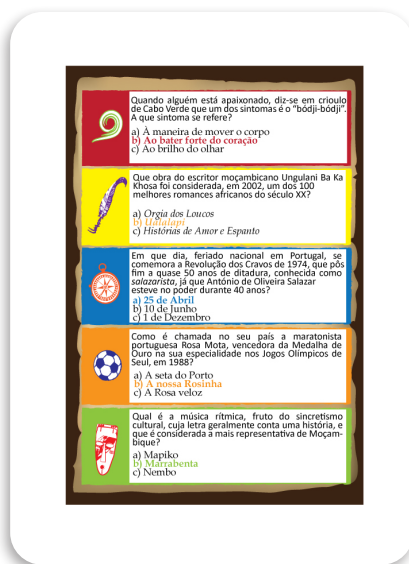 Quando alguém está apaixonado, diz-se em crioulo
de Cabo Verde que um dos sintomas é o "bódji-bódji".
A que sintoma se refere?
a) À maneira de mover o corpo
b) Ao bater forte do coração
c) Ao brilho do olhar
Que obra do escritor moçambicano Ungulani Ba Ka
Khosa foi considerada, em 2002, um dos 100
melhores romances africanos do século XX?
a) Orgia dos Loucos
b) Ualalapi
c) Histórias de Amor e Espanto
Em que dia, feriado nacional em Portugal, se
comemora a Revolução dos Cravos de 1974, que pôs
fim a quase 50 anos de ditadura, conhecida como
salazarista, já que António de Oliveira Salazar
esteve no poder durante 40 anos?
a) 25 de Abril
b) 10 de Junho
c) 1 de Dezembro
Como é chamada no seu país a maratonista
portuguesa Rosa Mota, vencedora da Medalha de
Ouro na sua especialidade nos Jogos Olímpicos de
Seul, em 1988?
a) A seta do Porto
b) A nossa Rosinha
c) A Rosa veloz
Qual é a música rítmica, fruto do sincretismo
cultural, cuja letra geralmente conta uma história, e
que é considerada a mais representativa de Moçam-
bique?
a) Mapiko
b) Marrabenta
c) Nembo